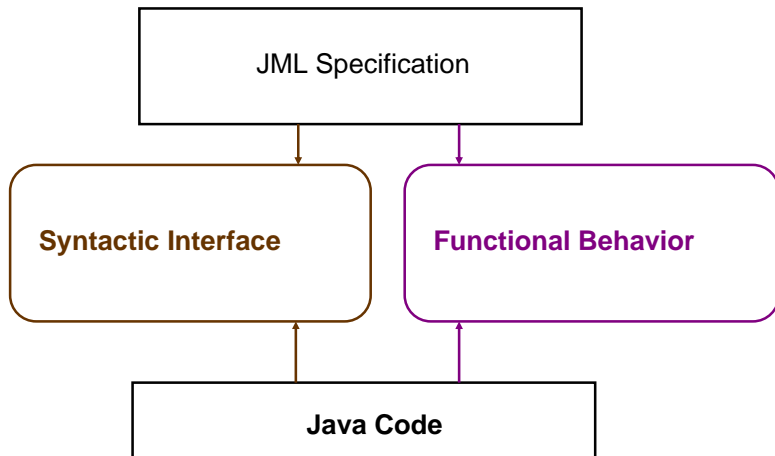 JML Specification
Syntactic Interface
Functional Behavior
Java Code